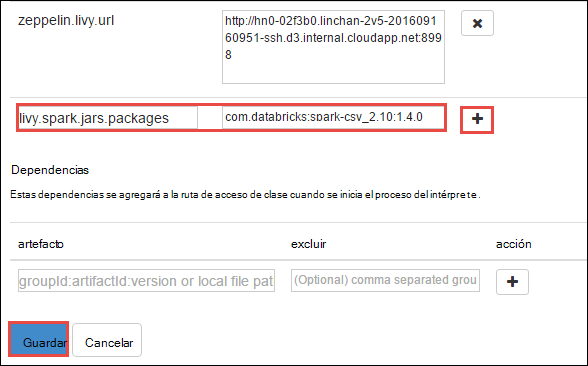 zeppelin.livy.url
http://hn0-02f3b0.linchan-2v5-2016091
60951-ssh.d3.internal.cloudapp.net:899
8
livy.spark.jars.packages
com.databricks:spark-csv_2.10:1.4.0
Dependencias
Estas dependencias se agregará a la ruta de acceso de clase cuando se inicia el proceso del intérprete.
artefacto excluir acción
groupId:artifactId:version or local file pat
(Optional) comma separated grou
Guardar Cancelar